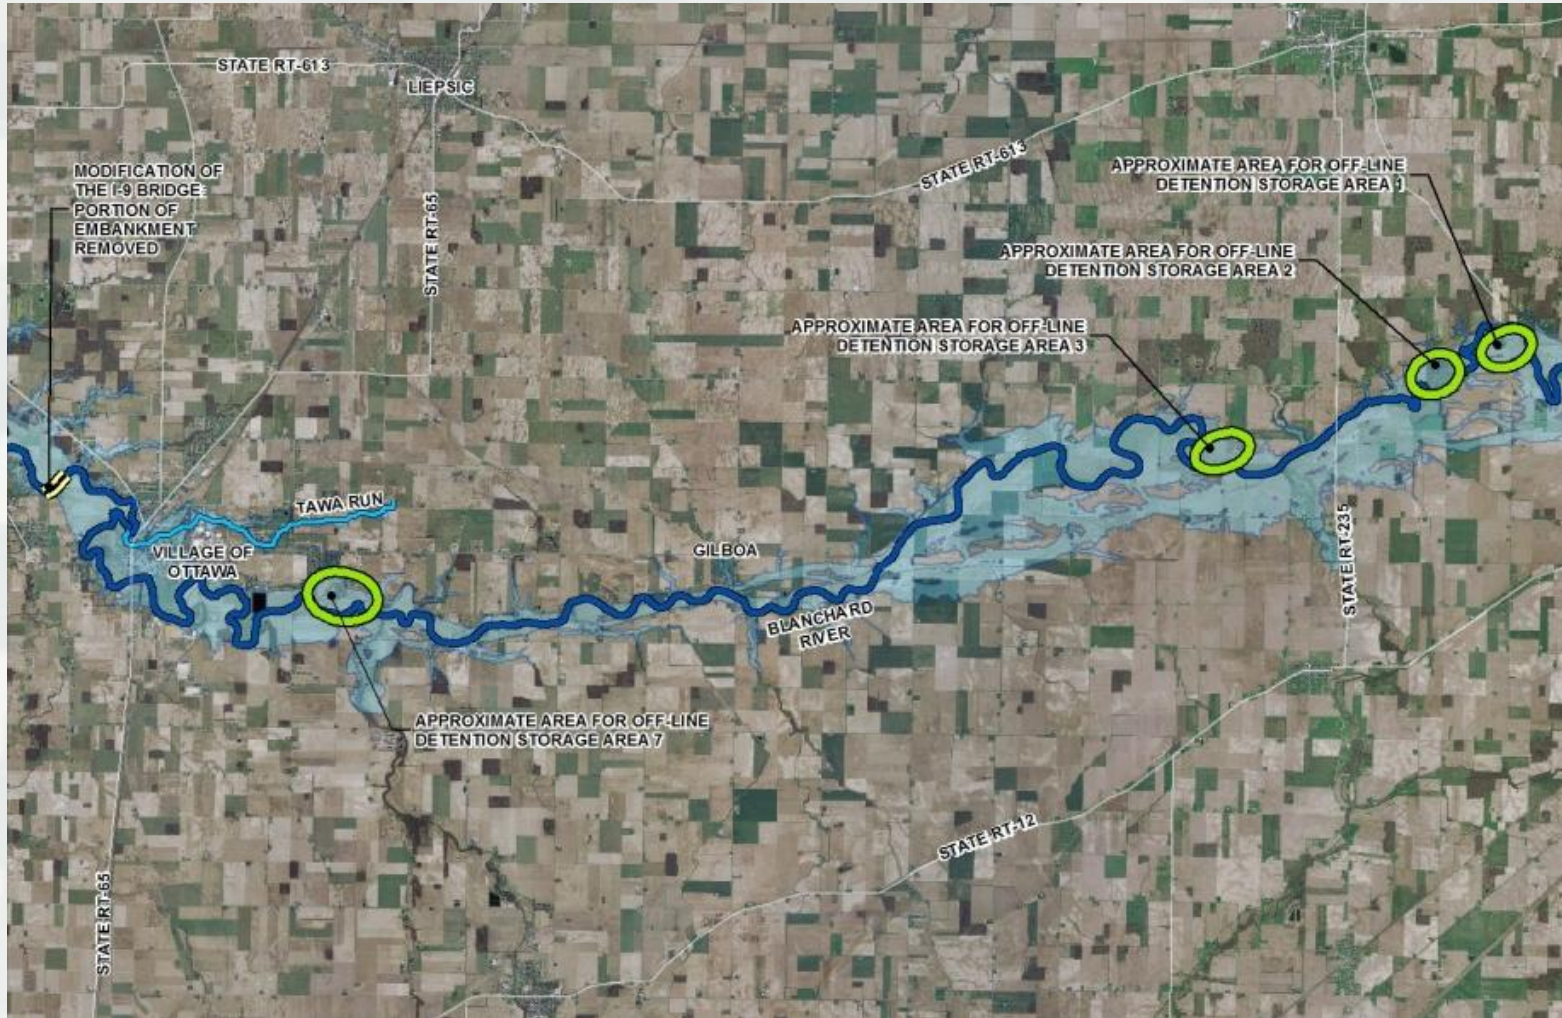 STATE RT-613
LIEPSIC
MODIFICATION OF
THE I-9 BRIDGE:
PORTION OF
EMBANKMENT
REMOVED
STATE RT-65
STATE RT-613
APPROXIMATE AREA FOR OFF-LINE
DETENTION STORAGE AREA 1
APPROXIMATE AREA FOR OFF-LINE
DETENTION STORAGE AREA 2
APPROXIMATE AREA FOR OFF-LINE
DETENTION STORAGE AREA 3
TAWA RUN
VILLAGE OF
OTTAWA
GILBOA
BLANCHARD
RIVER
STATE RT-235
APPROXIMATE AREA FOR OFF-LINE
DETENTION STORAGE AREA 7
STATE RT-12
STATE RT-65